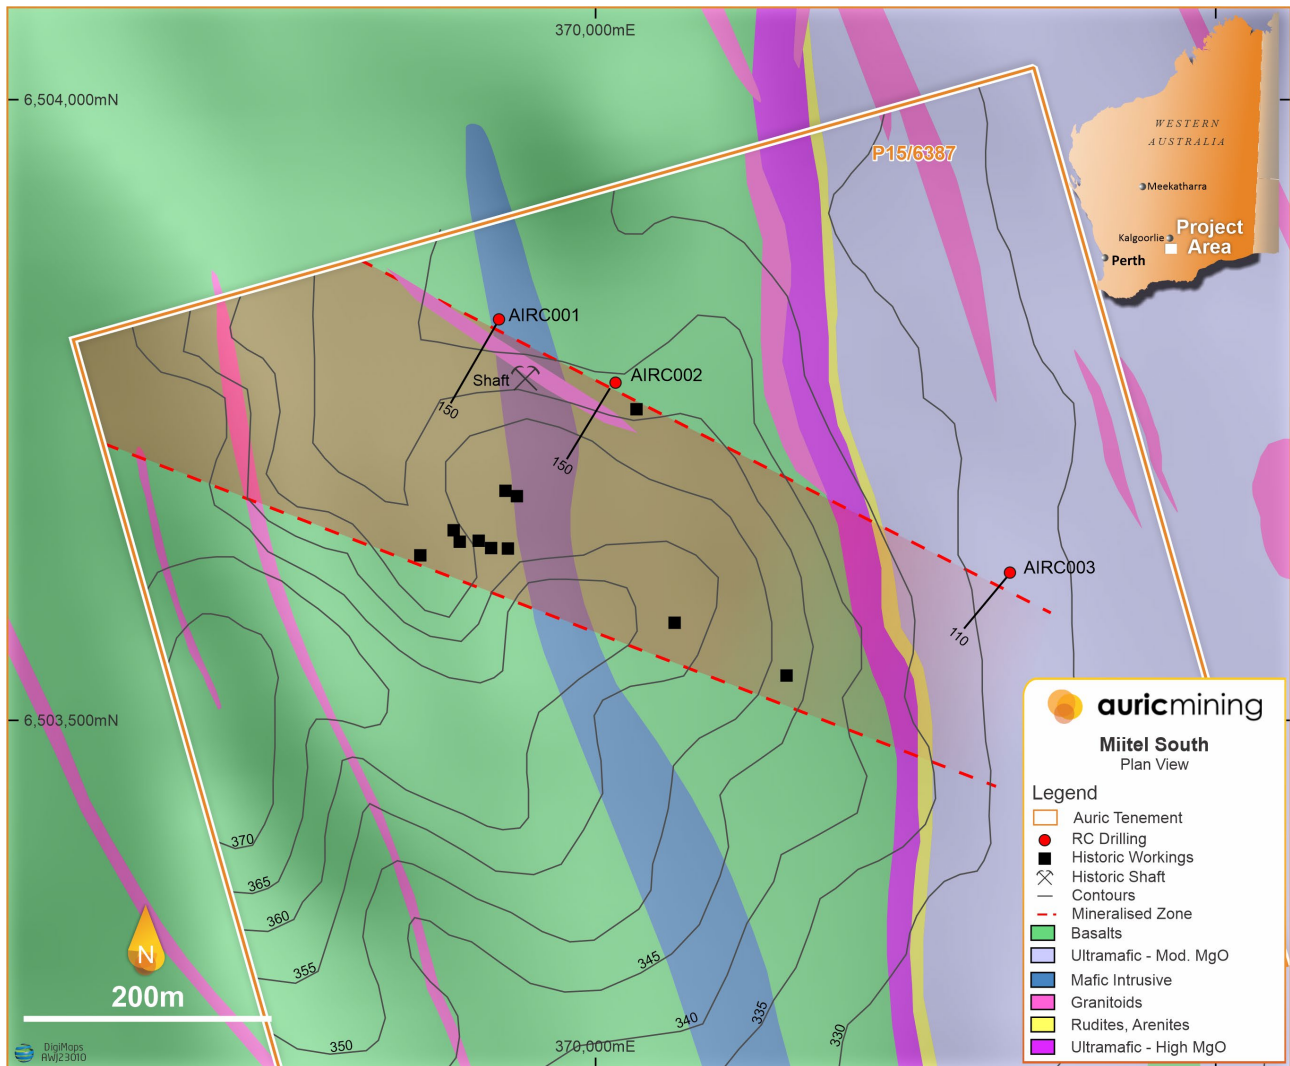 370,000mE
6,504,000mN
P15/6387
WESTERN
AUSTRALIA
Meekatharra
Kalgoorlie
Project
Area
Perth
AIRC001
Shaft
150
AIRC002
150
AIRC003
110
6,503,500mN
370
365
360
355
350
345
340
335
330
N
200m
DigiMaps
AWJ23010
370,000mE
auricmining
Miitel South
Plan View
Legend
Auric Tenement
RC Drilling
Historic Workings
Historic Shaft
Contours
Mineralised Zone
Basalts
Ultramafic - Mod. MgO
Mafic Intrusive
Granitoids
Rudites, Arenites
Ultramafic - High MgO